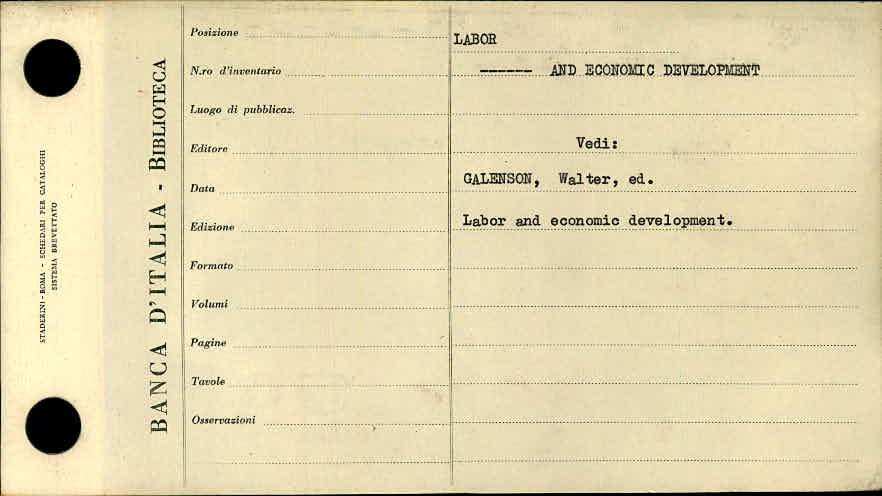 STADERINI - ROMA - SCHEDARI PER CATALOGHI
SISTEMA BREVETTATO
BANCA D'ITALIA - BIBLIOTECA
Posizione
N.ro d'inventario
Luogo di pubblicaz.
Editore
Data
Edizione
Formato
Volumi
Pagine
Tavole
Osservazioni
LABOR
------ AND ECONOMIC DEVELOPMENT
Vedi:
GALENSON, Walter, ed.
Labor and economic development.